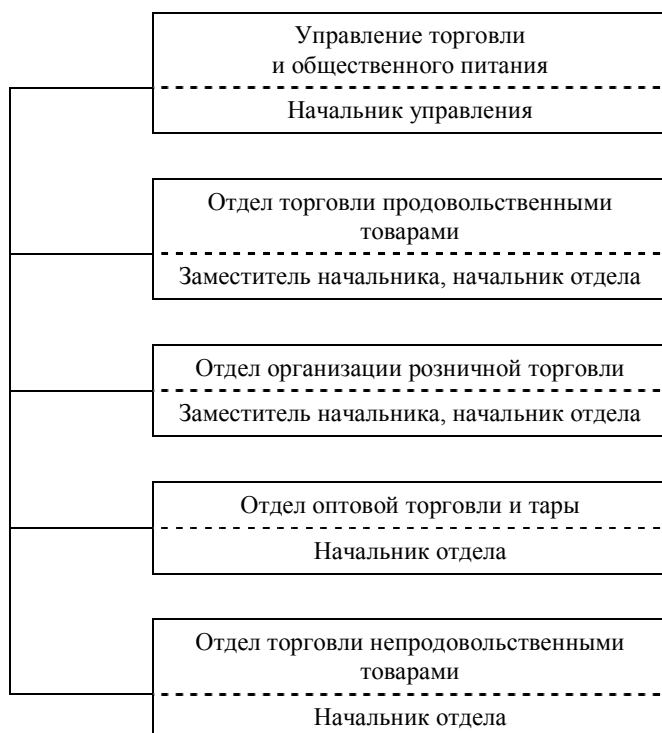 Управление торговли
и общественного питания
Начальник управления
Отдел торговли продовольственными
товарами
Заместитель начальника, начальник отдела
Отдел организации розничной торговли
Заместитель начальника, начальник отдела
Отдел оптовой торговли и тары
Начальник отдела
Отдел торговли непродовольственными
товарами
Начальник отдела